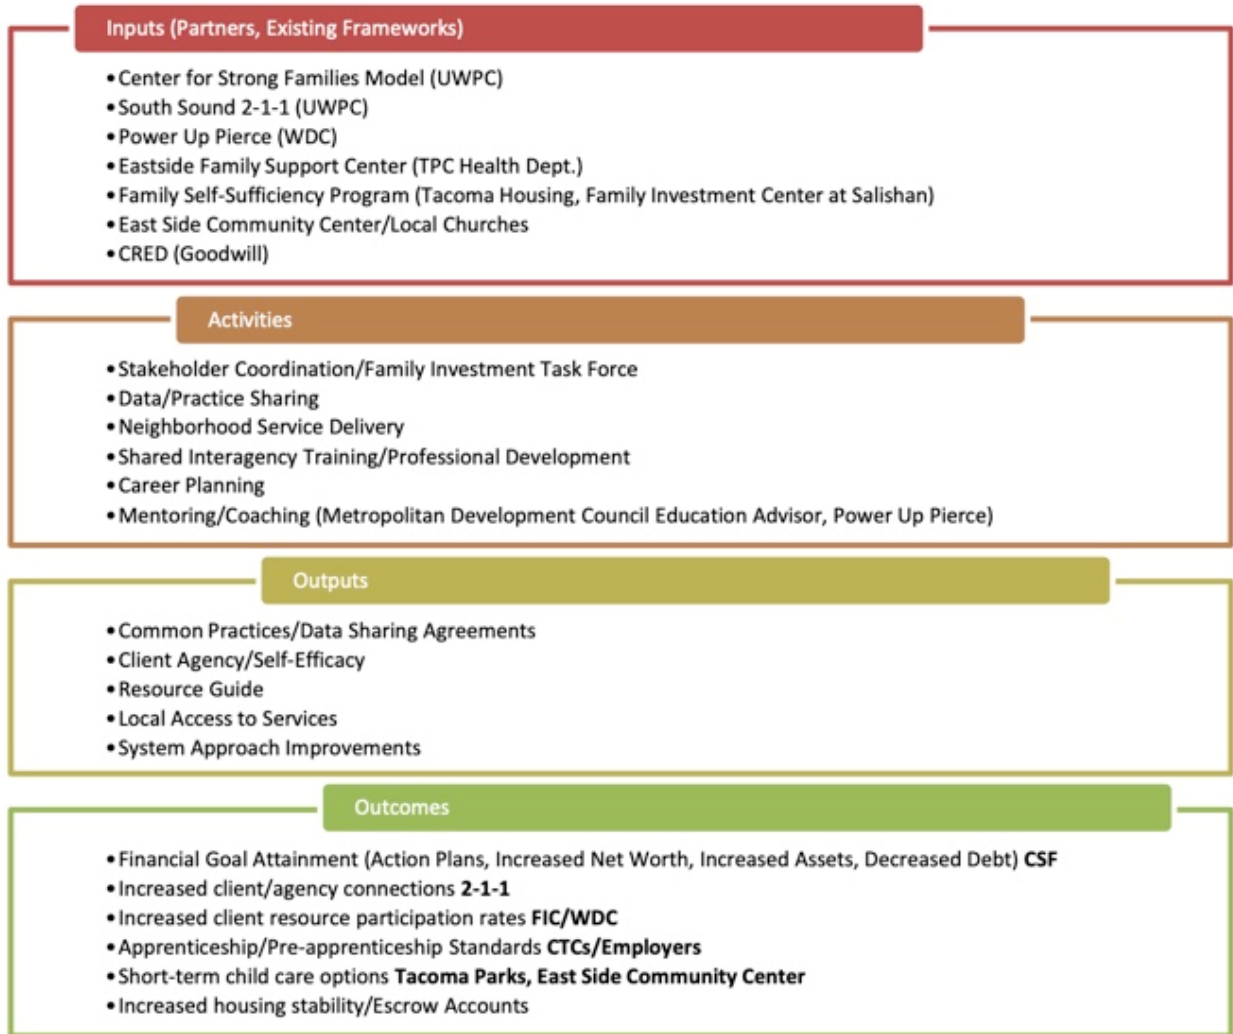 Inputs (Partners, Existing Frameworks)
•Center for Strong Families Model (UWPC)
•South Sound 2-1-1 (UWPC)
•Power Up Pierce (WDC)
•Eastside Family Support Center (TPC Health Dept.)
•Family Self-Sufficiency Program (Tacoma Housing, Family Investment Center at Salishan)
•East Side Community Center/Local Churches
•CRED (Goodwill)
Activities
•Stakeholder Coordination/Family Investment Task Force
•Data/Practice Sharing
•Neighborhood Service Delivery
•Shared Interagency Training/Professional Development
•Career Planning
•Mentoring/Coaching (Metropolitan Development Council Education Advisor, Power Up Pierce)
Outputs
•Common Practices/Data Sharing Agreements
•Client Agency/Self-Efficacy
•Resource Guide
•Local Access to Services
•System Approach Improvements
Outcomes
•Financial Goal Attainment (Action Plans, Increased Net Worth, Increased Assets, Decreased Debt) CSF
•Increased client/agency connections 2-1-1
•Increased client resource participation rates FIC/WDC
•Apprenticeship/Pre-apprenticeship Standards CTCs/Employers
•Short-term child care options Tacoma Parks, East Side Community Center
•Increased housing stability/Escrow Accounts